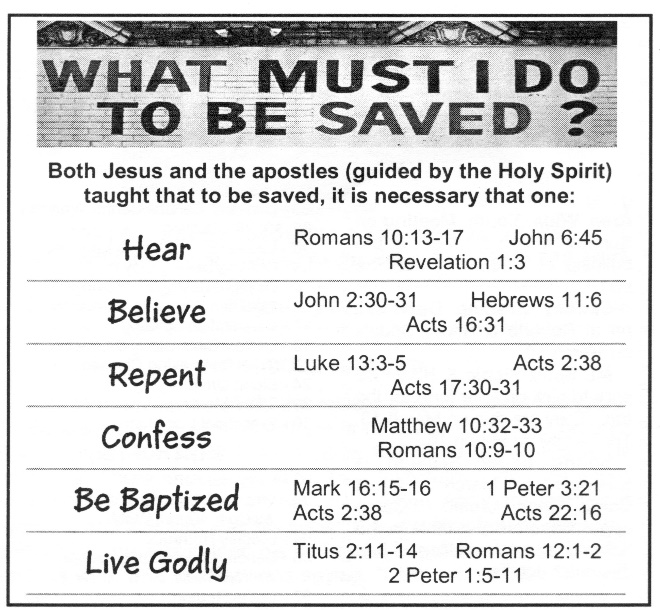 WHAT MUST I DO
TO BE SAVED ?
Both Jesus and the apostles (guided by the Holy Spirit)
taught that to be saved, it is necessary that one:
Hear
Romans 10:13-17 John 6:45
Revelation 1:3
Believe
John 2:30-31 Hebrews 11:6
Acts 16:31
Repent
Luke 13:3-5 Acts 2:38
Acts 17:30-31
Confess
Matthew 10:32-33
Romans 10:9-10
Be Baptized
Mark 16:15-16 1 Peter 3:21
Acts 2:38 Acts 22:16
Live Godly
Titus 2:11-14 Romans 12:1-2
2 Peter 1:5-11